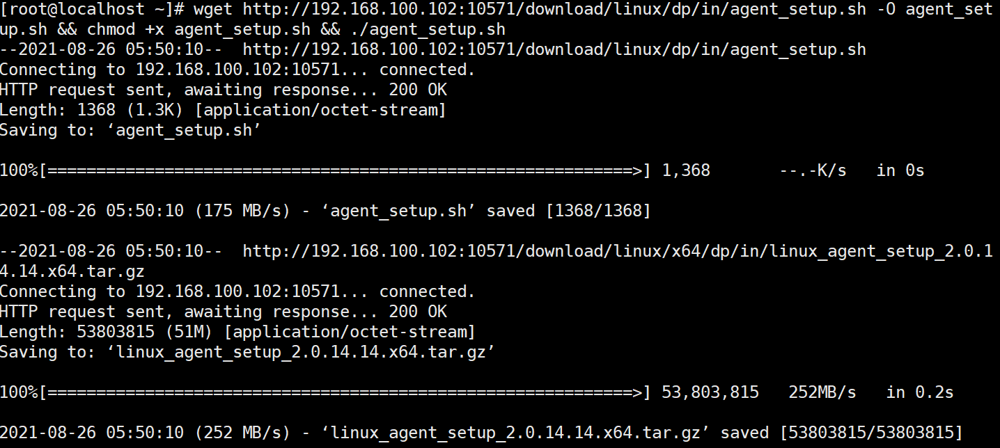 [root@localhost ~]# wget http://192.168.100.102:10571/download/linux/dp/in/agent_setup.sh -O agent_set
up.sh && chmod +x agent_setup.sh && ./agent_setup.sh
--2021-08-26 05:50:10--  http://192.168.100.102:10571/download/linux/dp/in/agent_setup.sh
Connecting to 192.168.100.102:10571... connected.
HTTP request sent, awaiting response... 200 OK
Length: 1368 (1.3K) [application/octet-stream]
Saving to: ‘agent_setup.sh’
100%[============================================================>] 1,368       --.-K/s   in 0s
2021-08-26 05:50:10 (175 MB/s) - ‘agent_setup.sh’ saved [1368/1368]
--2021-08-26 05:50:10--  http://192.168.100.102:10571/download/linux/x64/dp/in/linux_agent_setup_2.0.1
4.14.x64.tar.gz
Connecting to 192.168.100.102:10571... connected.
HTTP request sent, awaiting response... 200 OK
Length: 53803815 (51M) [application/octet-stream]
Saving to: ‘linux_agent_setup_2.0.14.14.x64.tar.gz’
100%[============================================================>] 53,803,815   252MB/s   in 0.2s
2021-08-26 05:50:10 (252 MB/s) - ‘linux_agent_setup_2.0.14.14.x64.tar.gz’ saved [53803815/53803815]